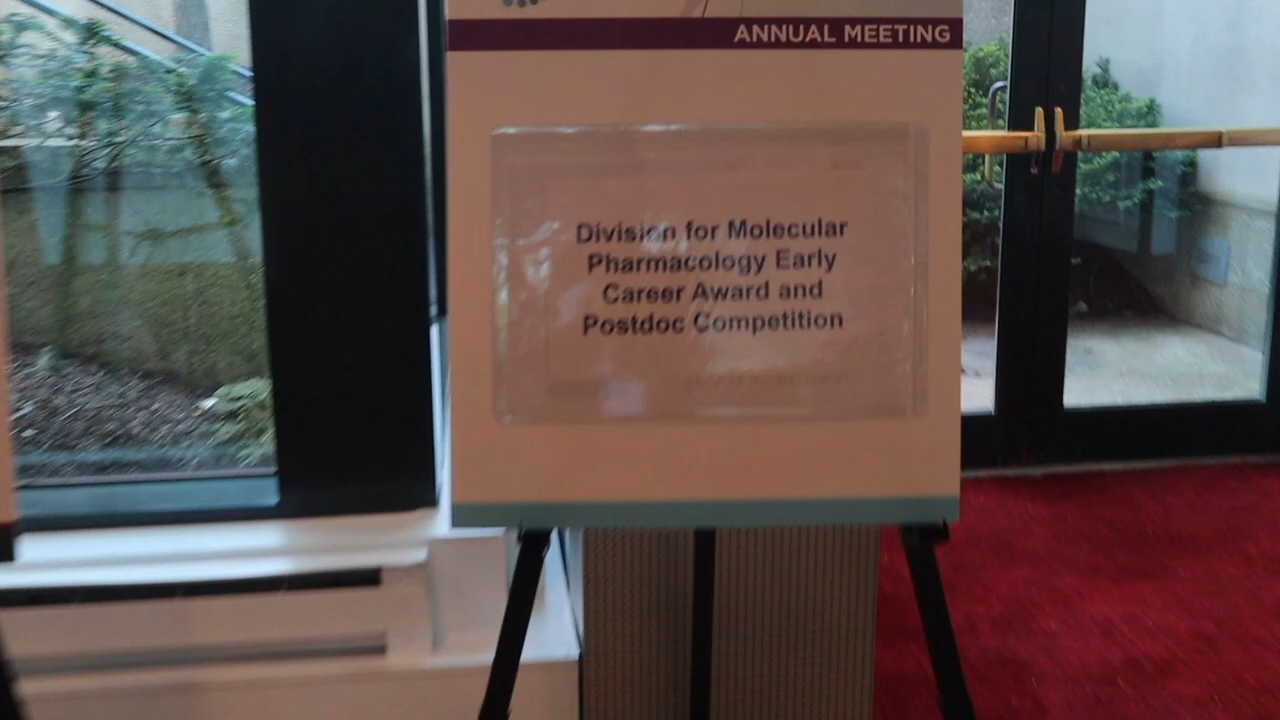 ANNUAL MEETING
Division for Molecular
Pharmacology Early
Career Award and
Postdoc Competition